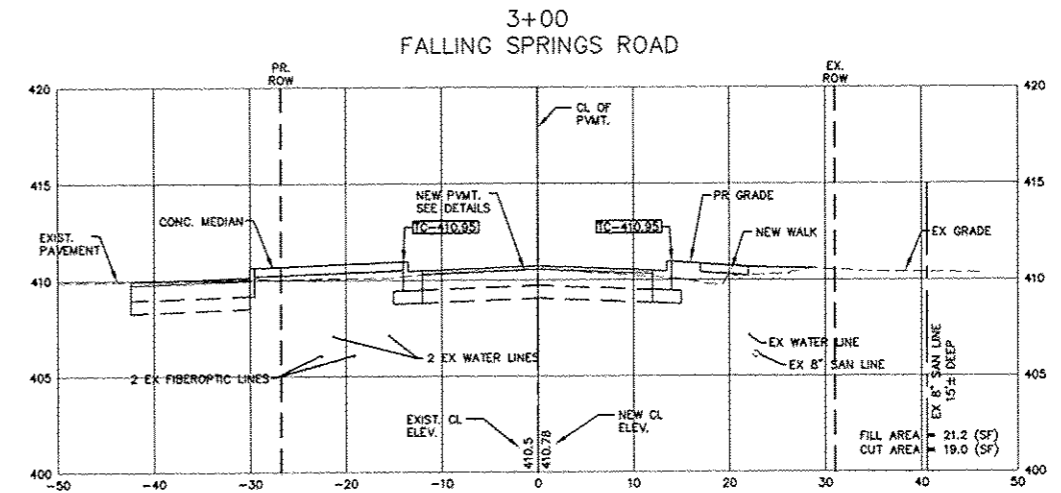 3+00
FALLING SPRINGS ROAD
PR.
ROW
EX.
ROW
420
420
CL OF
PVMT.
415
415
CONC. MEDIAN
NEW PVMT.
SEE DETAILS
TC-410.95
TC-410.95
PR GRADE
NEW WALK
EX GRADE
EXIST.
PAVEMENT
410
410
2 EX WATER LINES
2 EX FIBEROPTIC LINES
EX WATER LINE
EX 8" SAN LINE
EX 8" SAN LINE
15'± DEEP
405
405
EXIST. CL
ELEV.
410.5
410.78
NEW CL
ELEV.
FILL AREA = 21.2 (SF)
CUT AREA = 19.0 (SF)
400
400
-50
-40
-30
-20
-10
0
10
20
30
40
50